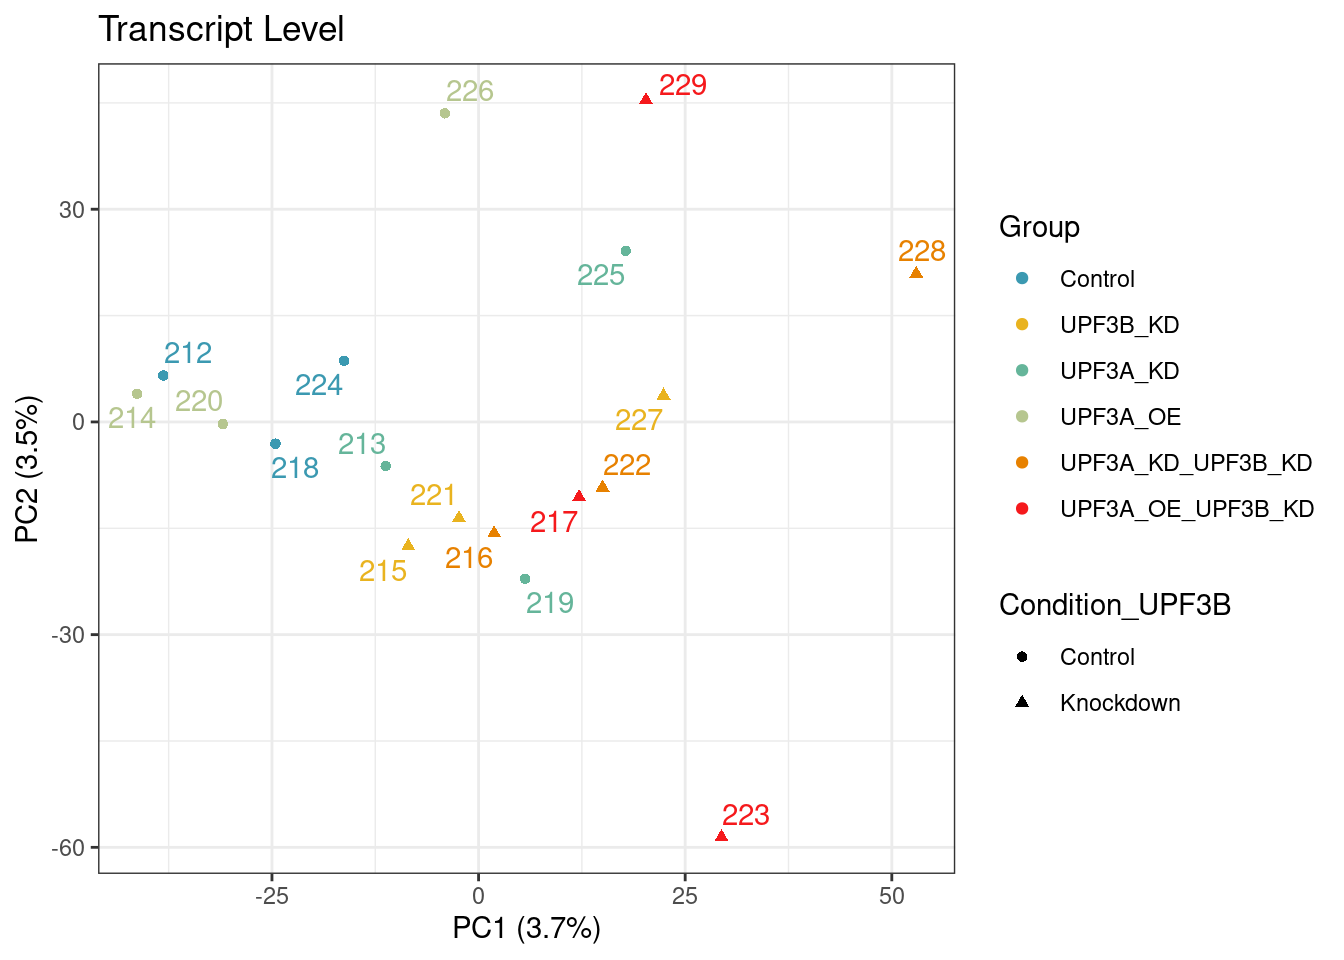 Transcript Level
226
229
30
225
228
212
224
220
0
214
213
227
218
222
221
217
216
215
219
-30
223
-60
-25
0
25
50
PC1 (3.7%)
PC2 (3.5%)
Group
Control
UPF3B_KD
UPF3A_KD
UPF3A_OE
UPF3A_KD_UPF3B_KD
UPF3A_OE_UPF3B_KD
Condition_UPF3B
Control
Knockdown